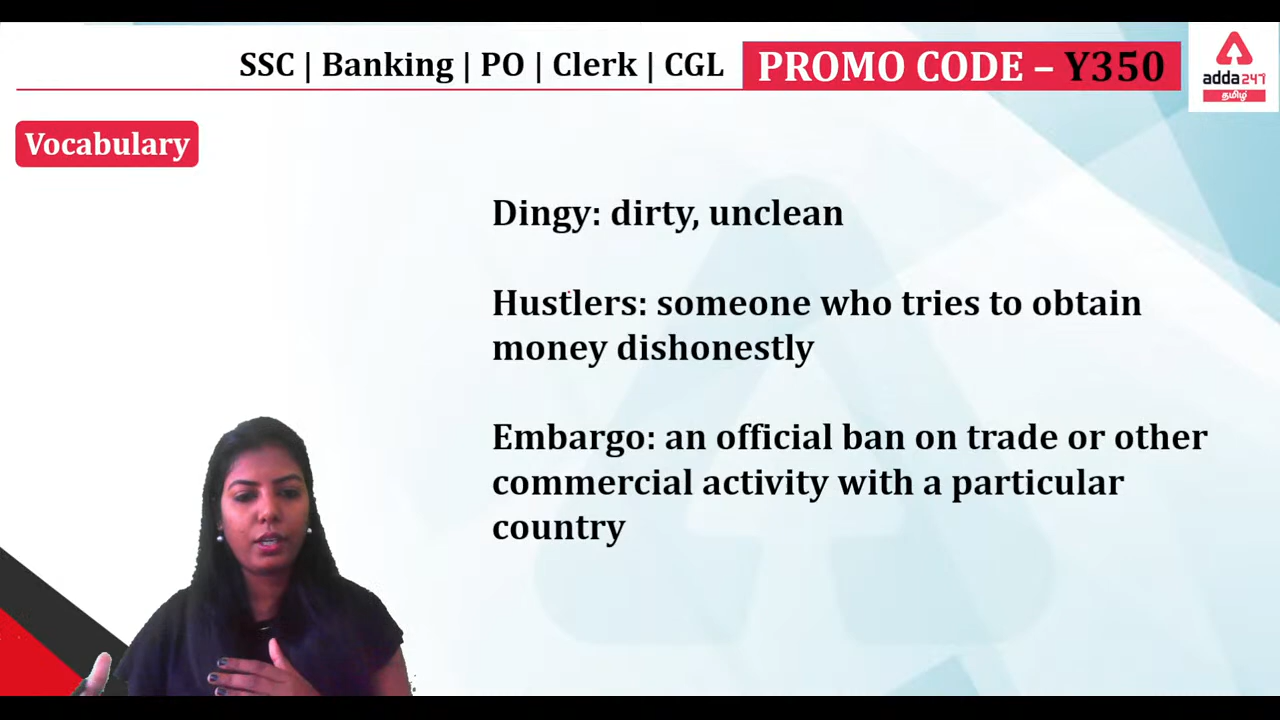 SSC | Banking | PO | Clerk | CGL
PROMO CODE – Y350
adda247
தமிழ்
Vocabulary
Dingy: dirty, unclean
Hustlers: someone who tries to obtain
money dishonestly
Embargo: an official ban on trade or other
commercial activity with a particular
country